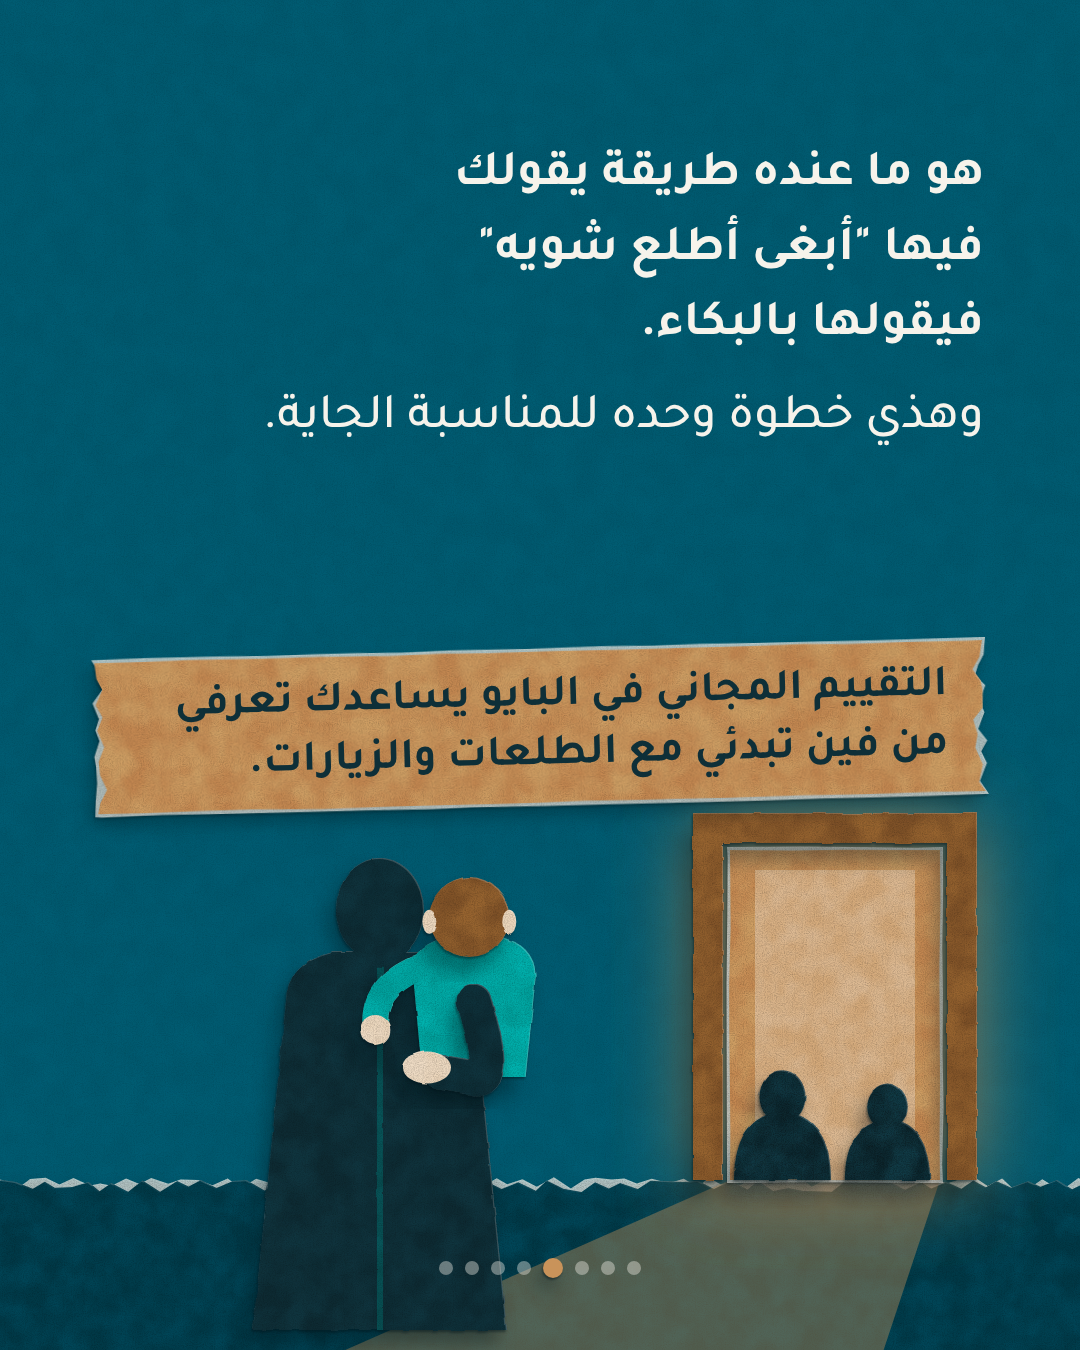 هو ما عنده طريقة يقولك
فيها "أبغى أطلع شويه"
فيقولها بالبكاء.
وهذي خطوة وحده للمناسبة الجاية.
التقييم المجاني في البايو يساعدك تعرفي
من فين تبدئي مع الطلعات والزيارات.